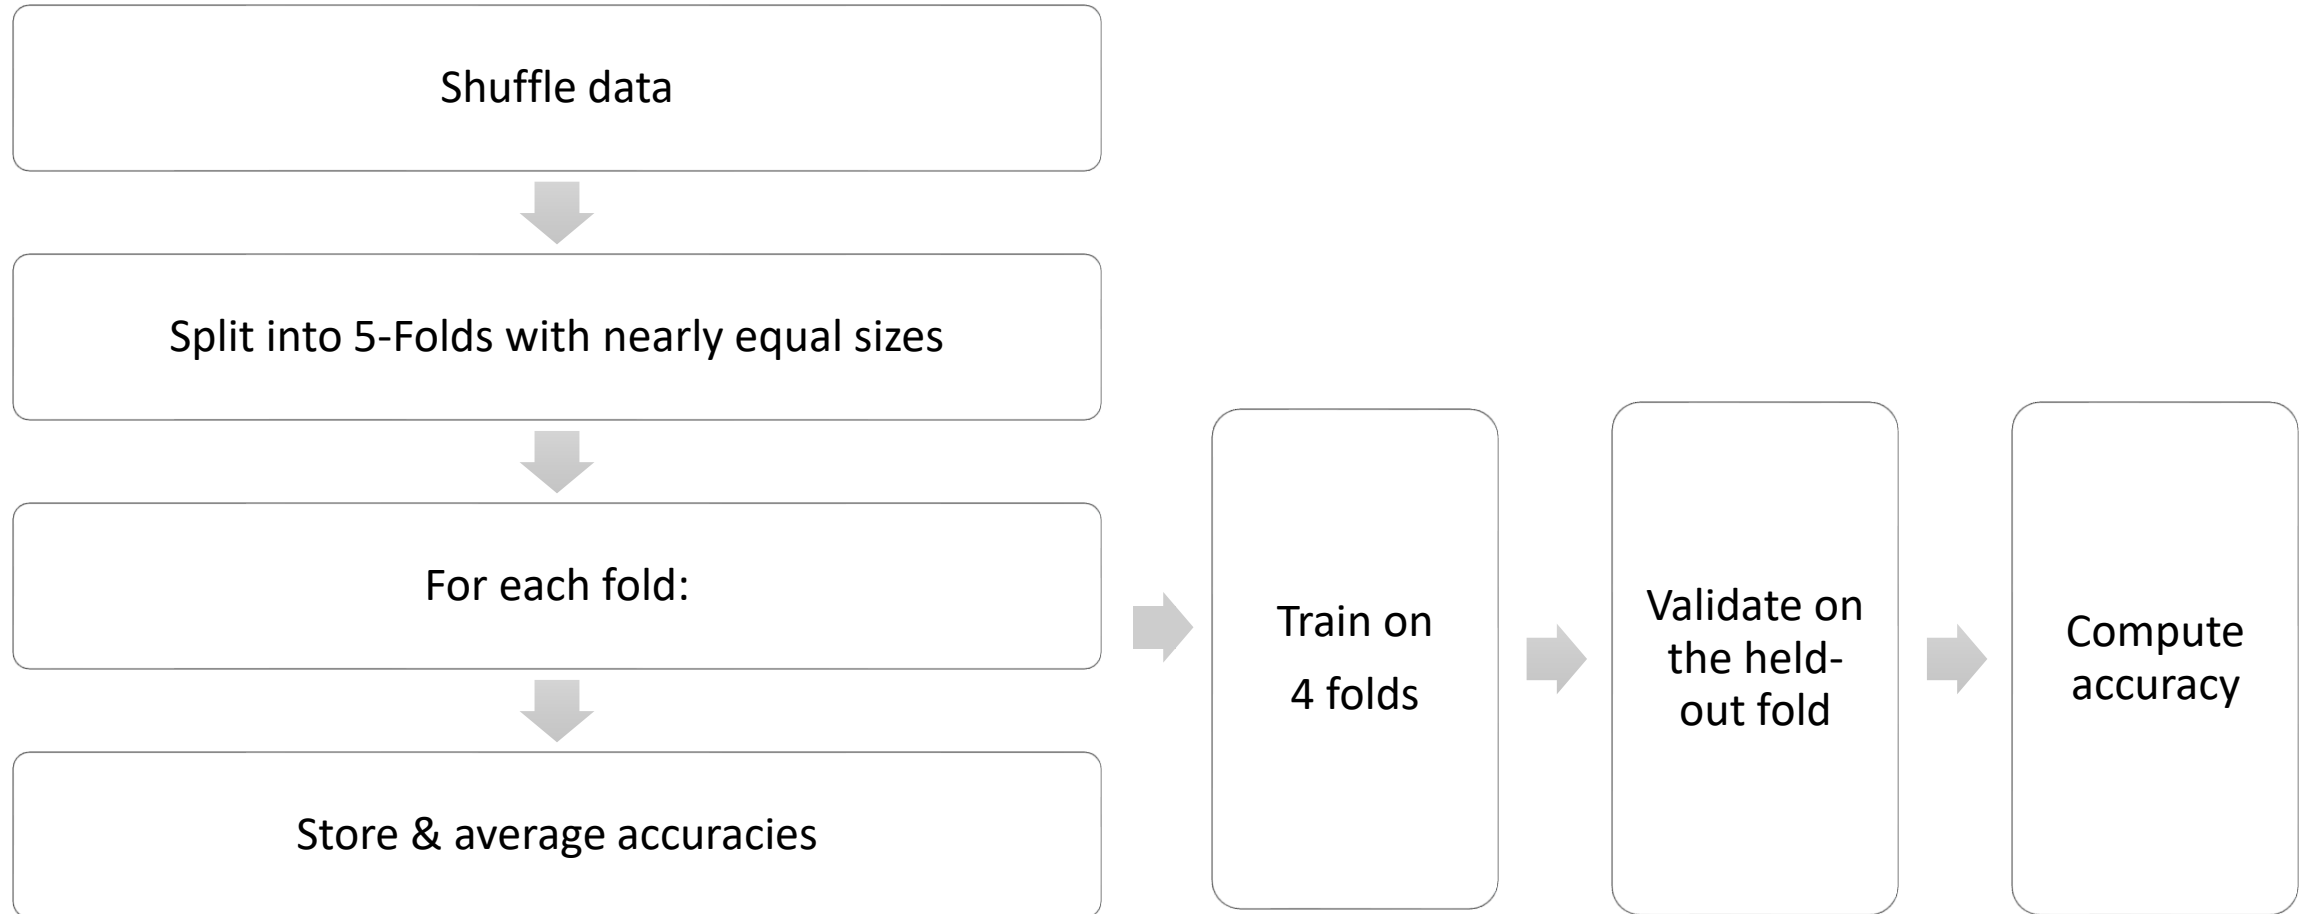 Shuffle data
Split into 5-Folds with nearly equal sizes
For each fold:
Store & average accuracies
Train on
4 folds
Validate on
the held-
out fold
Compute
accuracy